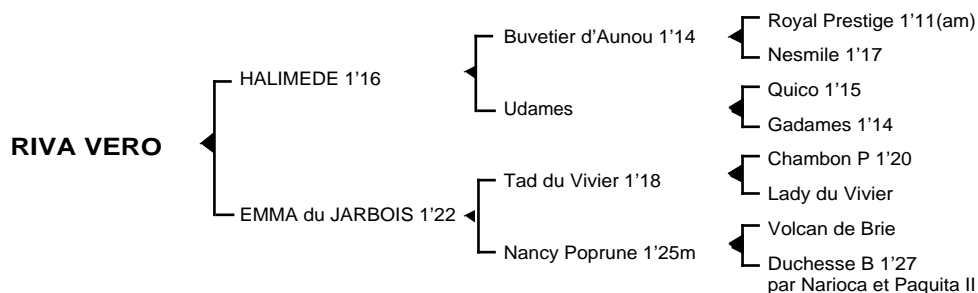 Royal Prestige 1’11(am)
Buvetier d’Aunou 1’14
Nesmile 1’17
HALIMEDE 1’16
Quico 1’15
Udames
Gadames 1’14
RIVA VERO
Chambon P 1’20
Tad du Vivier 1’18
Lady du Vivier
EMMA du JARBOIS 1’22
Volcan de Brie
Nancy Poprune 1’25m
Duchesse B 1’27
par Narioca et Paquita II